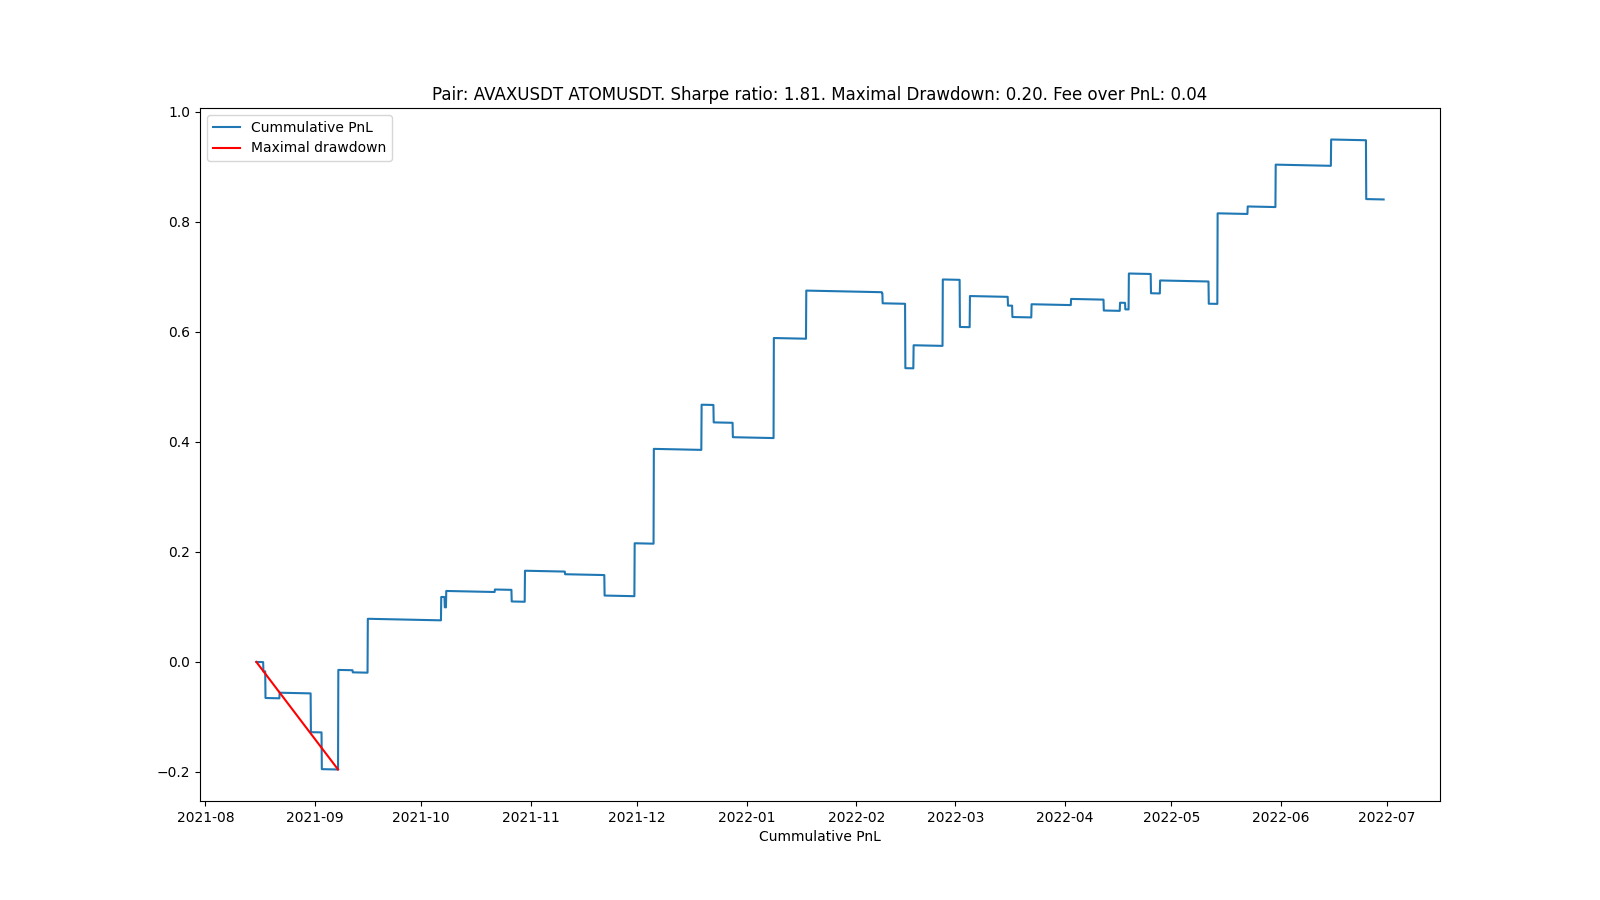 Pair: AVAXUSDT ATOMUSDT. Sharpe ratio: 1.81. Maximal Drawdown: 0.20. Fee over PnL: 0.04
Cummulative PnL
Maximal drawdown
1.0
0.8
0.6
0.4
0.2
0.0
−0.2
2021-08 2021-09 2021-10 2021-11 2021-12 2022-01 2022-02 2022-03 2022-04 2022-05 2022-06 2022-07
Cummulative PnL